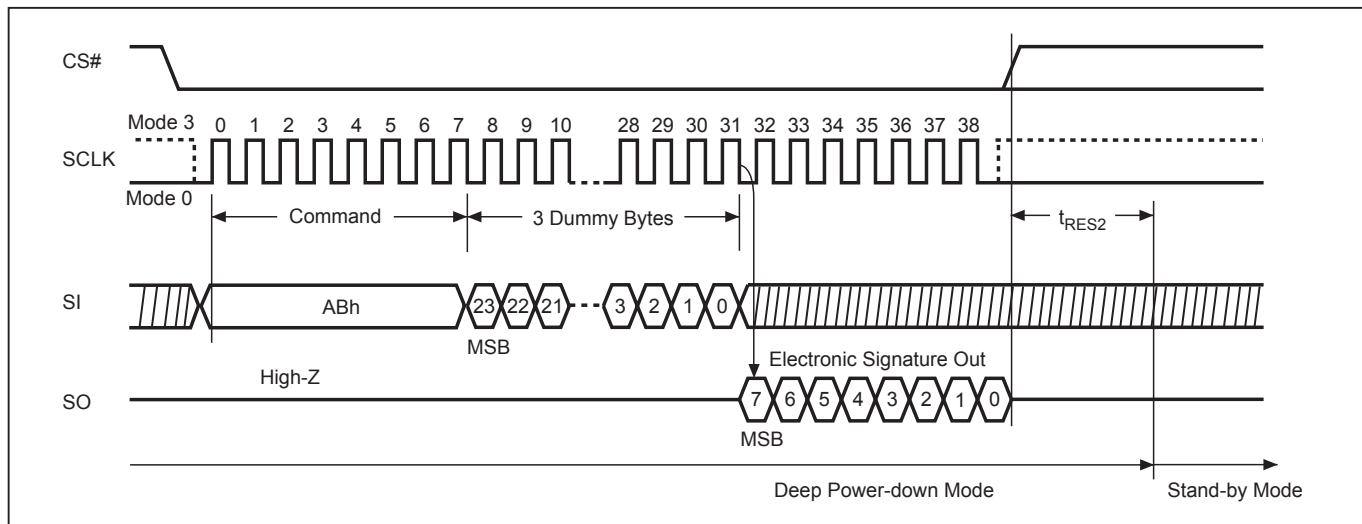 CS#
Mode 3 0 1 2 3 4 5 6 7 8 9 10 28 29 30 31 32 33 34 35 36 37 38
SCLK
Mode 0
Command 3 Dummy Bytes tRES2
SI ABh 23 22 21 3 2 1 0
MSB
Electronic Signature Out
High-Z
SO 7 6 5 4 3 2 1 0
MSB
Deep Power-down Mode Stand-by Mode